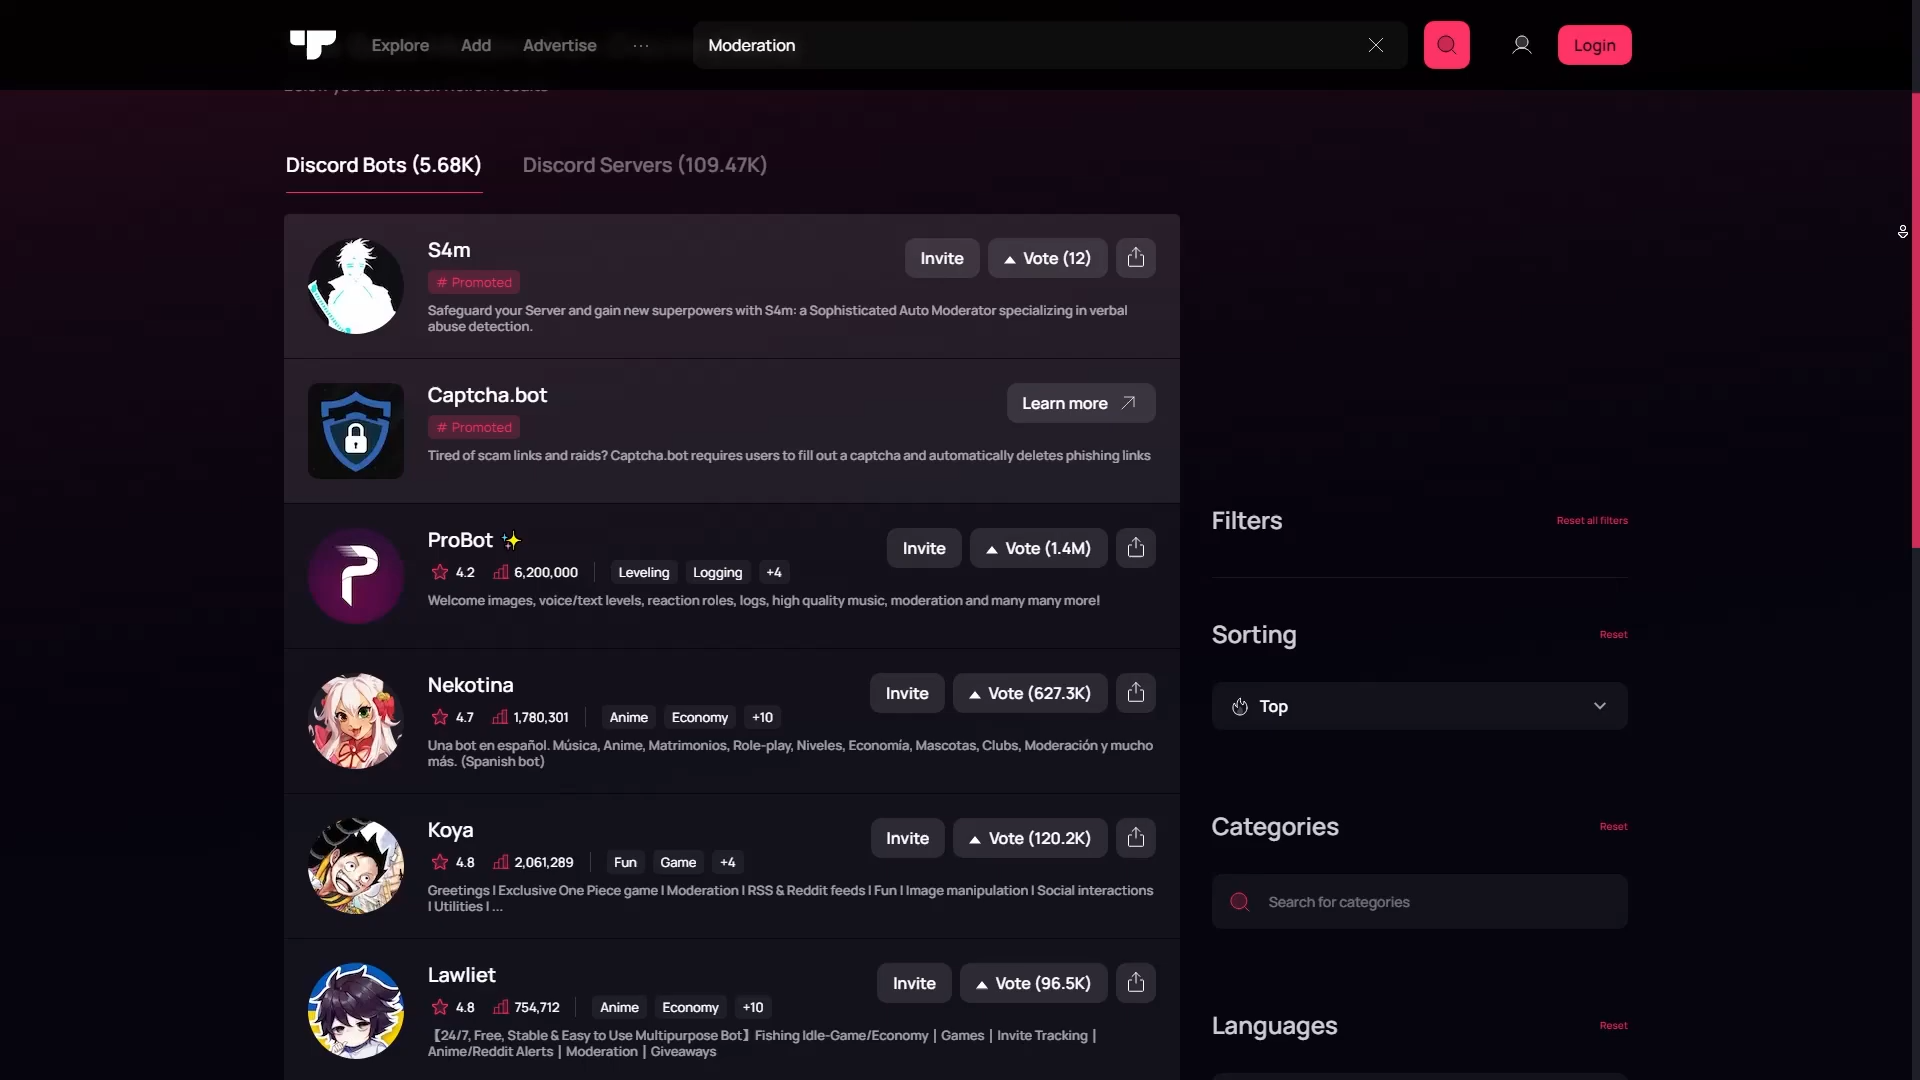 Explore
Add
Advertise
...
Moderation
Login
Discord Bots (5.68K)
Discord Servers (109.47K)
S4m
Invite
Vote (12)
# Promoted
Safeguard your Server and gain new superpowers with S4m: a Sophisticated Auto Moderator specializing in verbal
abuse detection.
Captcha.bot
Learn more
# Promoted
Tired of scam links and raids? Captcha.bot requires users to fill out a captcha and automatically deletes phishing links
ProBot ✨
Invite
Vote (1.4M)
4.2
6,200,000
Leveling
Logging
+4
Welcome images, voice/text levels, reaction roles, logs, high quality music, moderation and many many more!
Nekotina
Invite
Vote (627.3K)
4.7
1,780,301
Anime
Economy
+10
Una bot en español. Música, Anime, Matrimonios, Role-play, Niveles, Economía, Mascotas, Clubs, Moderación y mucho
más. (Spanish bot)
Koya
Invite
Vote (120.2K)
4.8
2,061,289
Fun
Game
+4
Greetings | Exclusive One Piece game | Moderation | RSS & Reddit feeds | Fun | Image manipulation | Social interactions
| Utilities | ...
Lawliet
Invite
Vote (96.5K)
4.8
754,712
Anime
Economy
+10
【24/7, Free, Stable & Easy to Use Multipurpose Bot】Fishing Idle-Game/Economy | Games | Invite Tracking |
Anime/Reddit Alerts | Moderation | Giveaways
Filters
Reset all filters
Sorting
Reset
Top
Categories
Reset
Search for categories
Languages
Reset